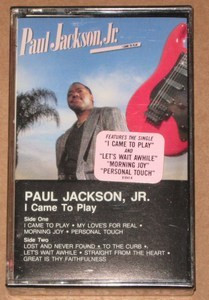 Paul Jackson, Jr.
FEATURES THE SINGLE
"I CAME TO PLAY"
AND
"LET'S WAIT AWHILE"
"MORNING JOY"
"PERSONAL TOUCH"
PAUL JACKSON, JR.
I Came To Play
Side One
I CAME TO PLAY • MY LOVE'S FOR REAL •
MORNING JOY • PERSONAL TOUCH
Side Two
LOST AND NEVER FOUND • TO THE CURB •
LET'S WAIT AWHILE • STRAIGHT FROM THE HEART •
GREAT IS THY FAITHFULNESS